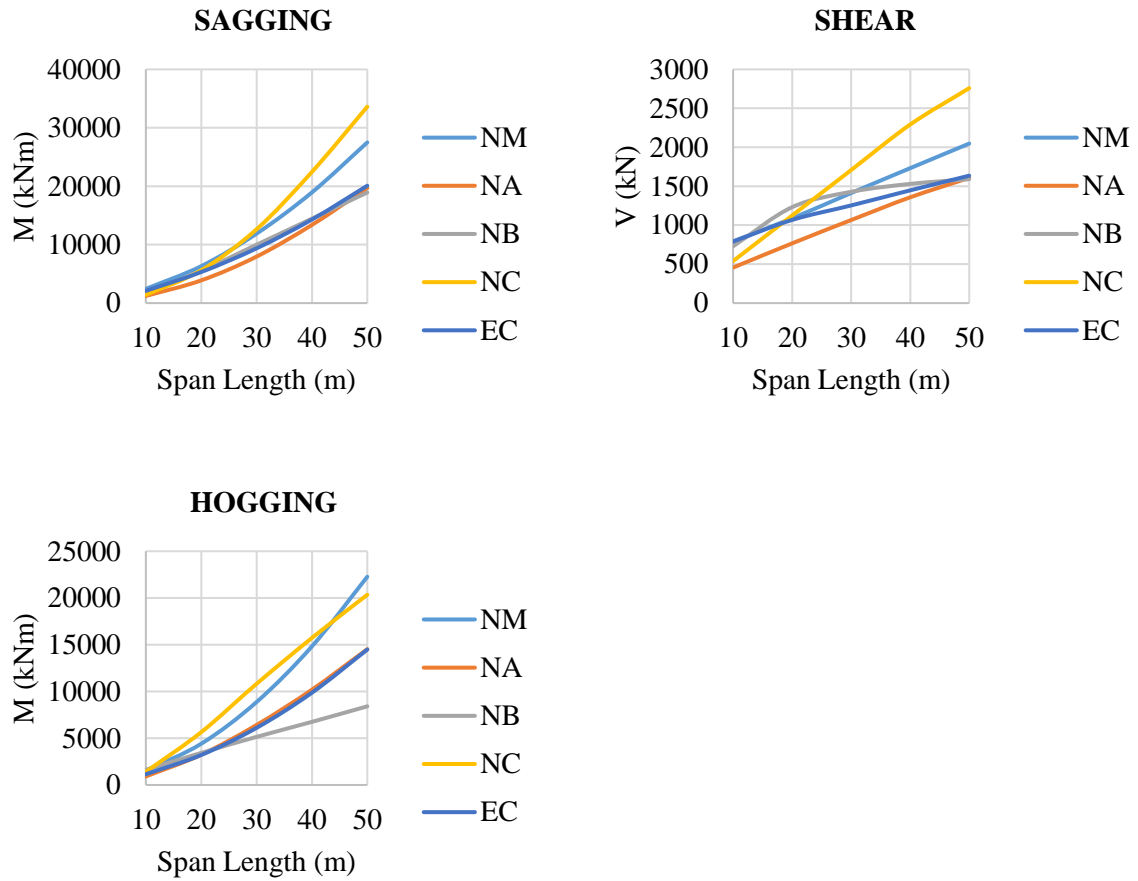 SAGGING
40000
30000
20000
10000
0
M (kNm)
10 20 30 40 50
Span Length (m)
NM
NA
NB
NC
EC
SHEAR
3000
2500
2000
1500
1000
500
0
V (kN)
10 20 30 40 50
Span Length (m)
NM
NA
NB
NC
EC
HOGGING
25000
20000
15000
10000
5000
0
M (kNm)
10 20 30 40 50
Span Length (m)
NM
NA
NB
NC
EC